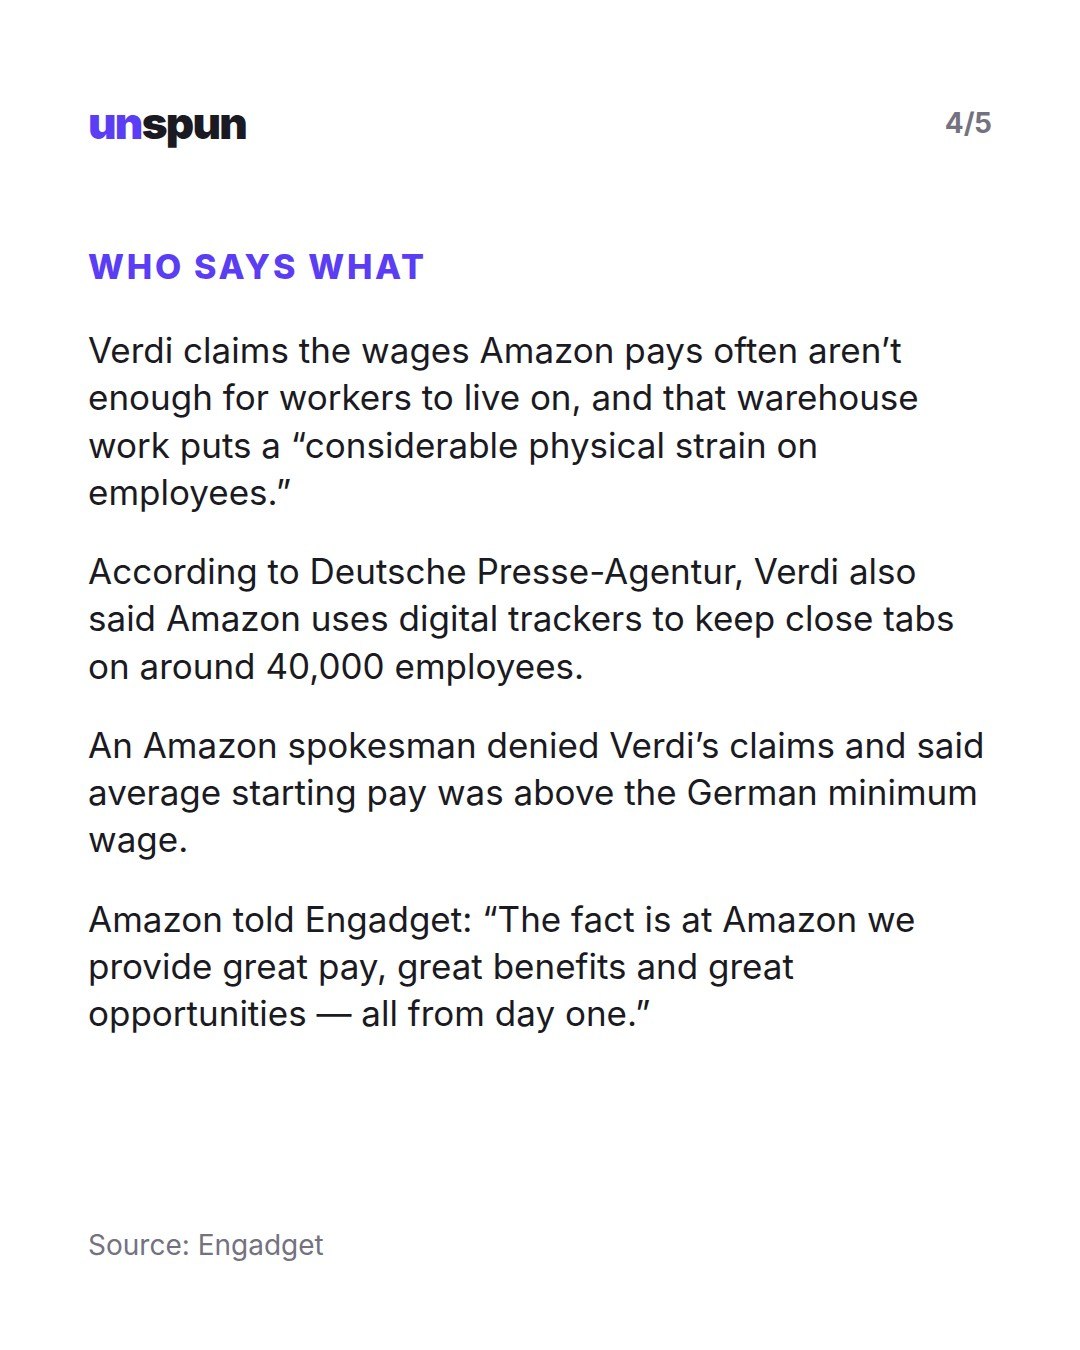 unspun
4/5
WHO SAYS WHAT
Verdi claims the wages Amazon pays often aren’t
enough for workers to live on, and that warehouse
work puts a “considerable physical strain on
employees.”
According to Deutsche Presse-Agentur, Verdi also
said Amazon uses digital trackers to keep close tabs
on around 40,000 employees.
An Amazon spokesman denied Verdi’s claims and said
average starting pay was above the German minimum
wage.
Amazon told Engadget: “The fact is at Amazon we
provide great pay, great benefits and great
opportunities — all from day one.”
Source: Engadget